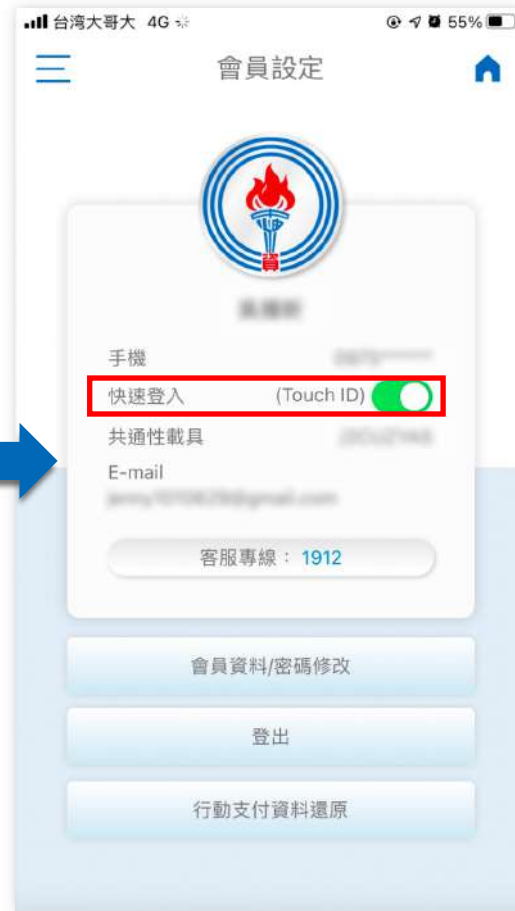 台湾大哥大 4G 55%
會員設定
資
手機
快速登入 (Touch ID)
共通性載具
E-mail
客服專線：1912
會員資料/密碼修改
登出
行動支付資料還原